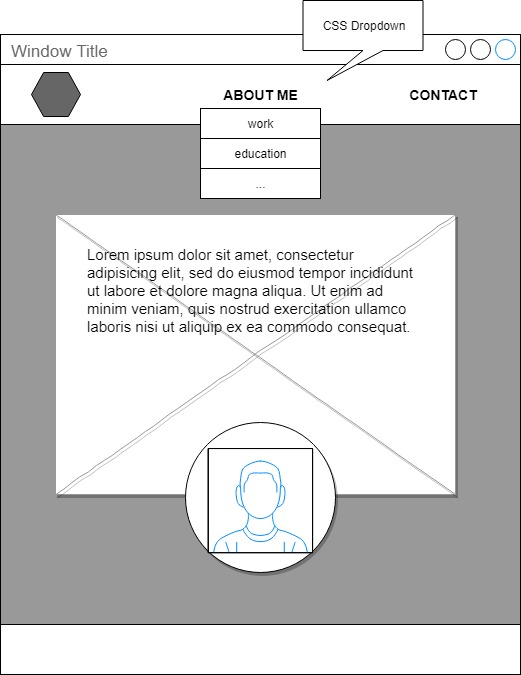 CSS Dropdown
Window Title
ABOUT ME
CONTACT
work
education
...
Lorem ipsum dolor sit amet, consectetur
adipisicing elit, sed do eiusmod tempor incididunt
ut labore et dolore magna aliqua. Ut enim ad
minim veniam, quis nostrud exercitation ullamco
laboris nisi ut aliquip ex ea commodo consequat.